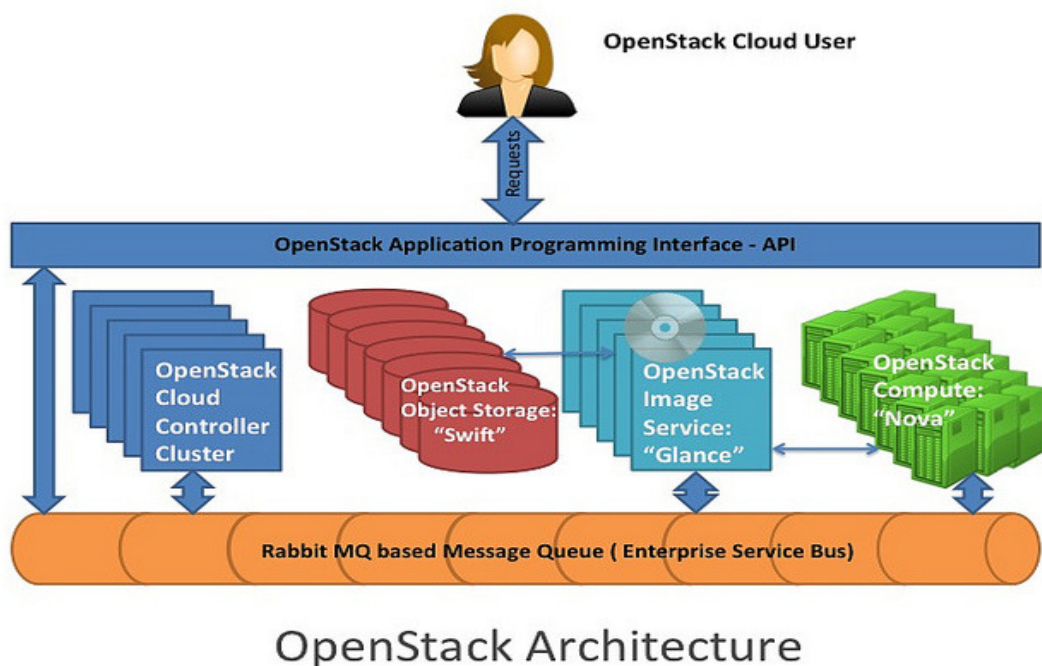 OpenStack Cloud User
Requests
OpenStack Application Programming Interface - API
OpenStack
Cloud
Controller
Cluster
OpenStack
Object Storage:
“Swift”
OpenStack
Image
Service:
“Glance”
OpenStack
Compute:
“Nova”
Rabbit MQ based Message Queue ( Enterprise Service Bus)
OpenStack Architecture